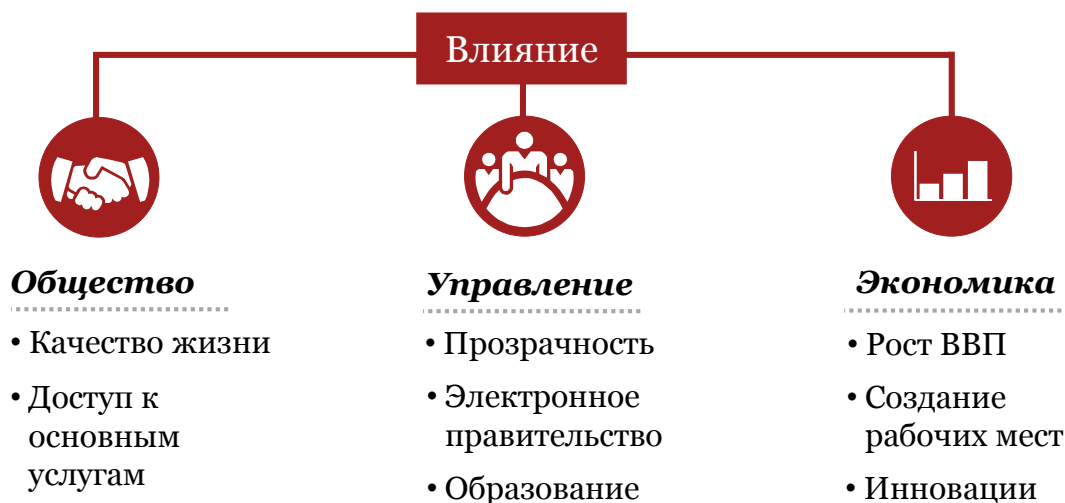 Влияние
Общество
• Качество жизни
• Доступ к
основным
услугам
Управление
• Прозрачность
• Электронное
правительство
• Образование
Экономика
• Рост ВВП
• Создание
рабочих мест
• Инновации